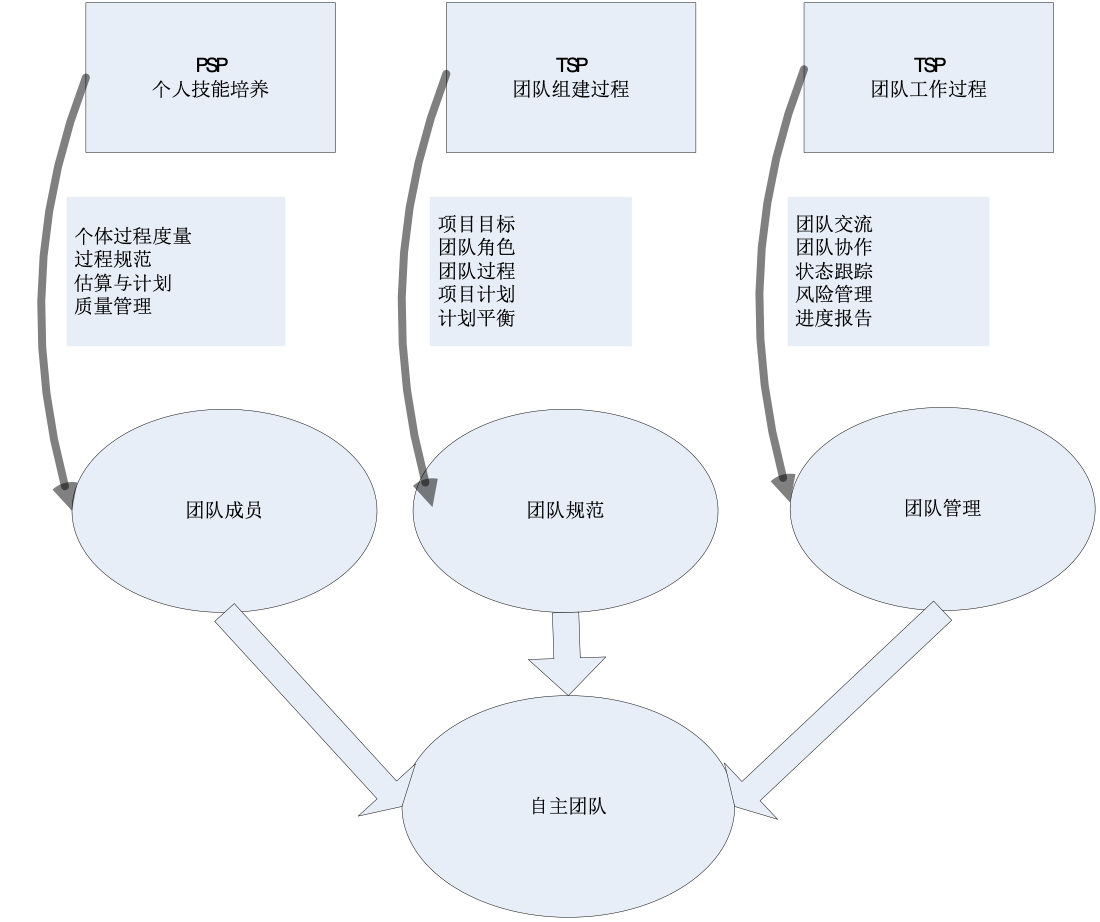 PSP
个人技能培养
TSP
团队组建过程
TSP
团队工作过程
个体过程度量
过程规范
估算与计划
质量管理
项目目标
团队角色
团队过程
项目计划
计划平衡
团队交流
团队协作
状态跟踪
风险管理
进度报告
团队成员
团队规范
团队管理
自主团队